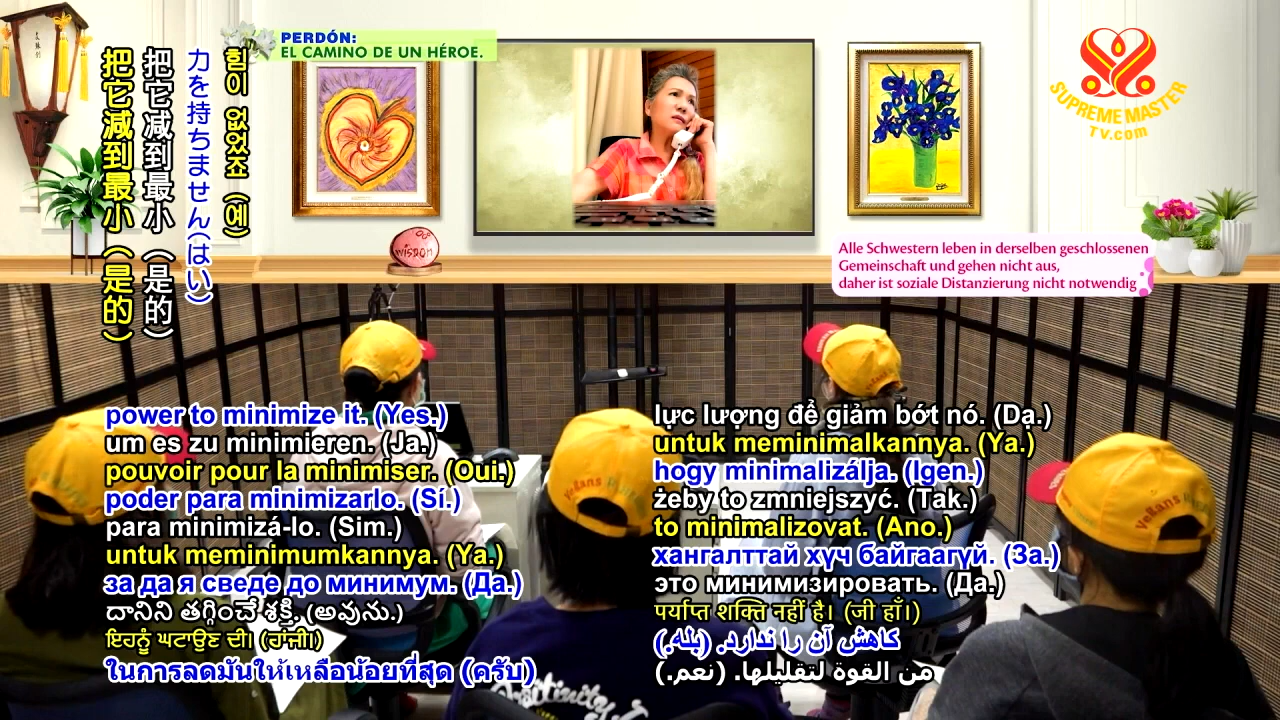 PERDÓN:
EL CAMINO DE UN HÉROE.
SUPREME MASTER
TV.com
힘이 없었죠 (예)
力を持ちません(はい)
把它减到最小（是的）
把它減到最小（是的）
wisdom
Alle Schwestern leben in derselben geschlossenen
Gemeinschaft und gehen nicht aus,
daher ist soziale Distanzierung nicht notwendig
power to minimize it. (Yes.)
um es zu minimieren. (Ja.)
pouvoir pour la minimiser. (Oui.)
poder para minimizarlo. (Sí.)
para minimizá-lo. (Sim.)
untuk meminimumkannya. (Ya.)
за да я сведе до минимум. (Да.)
దానిని తగ్గించే శక్తి. (అవును.)
ਇਹਨੂੰ ਘਟਾਉਣ ਦੀ। (ਹਾਂਜੀ।)
ในการลดมันให้เหลือน้อยที่สุด (ครับ)
lực lượng để giảm bớt nó. (Dạ.)
untuk meminimalkannya. (Ya.)
hogy minimalizálja. (Igen.)
żeby to zmniejszyć. (Tak.)
to minimalizovat. (Ano.)
хангалттай хүч байгаагүй. (За.)
это минимизировать. (Да.)
पर्याप्त शक्ति नहीं है। (जी हाँ।)
کاهش آن را ندارد. (بله.)
من القوة لتقليلها. (نعم.)